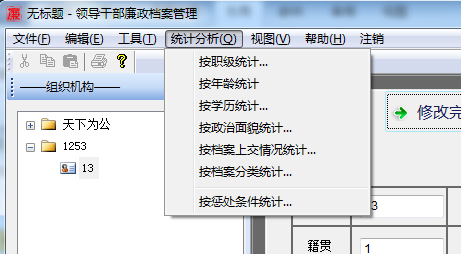 廉 无标题 - 领导干部廉政档案管理
文件(F) 编辑(E) 工具(T) 统计分析(Q) 视图(V) 帮助(H) 注销
组织机构
天下为公
1253
13
按职级统计...
按年龄统计
按学历统计...
按政治面貌统计...
按档案上交情况统计...
按档案分类统计...
按惩处条件统计...
修改完
3
籍贯
1